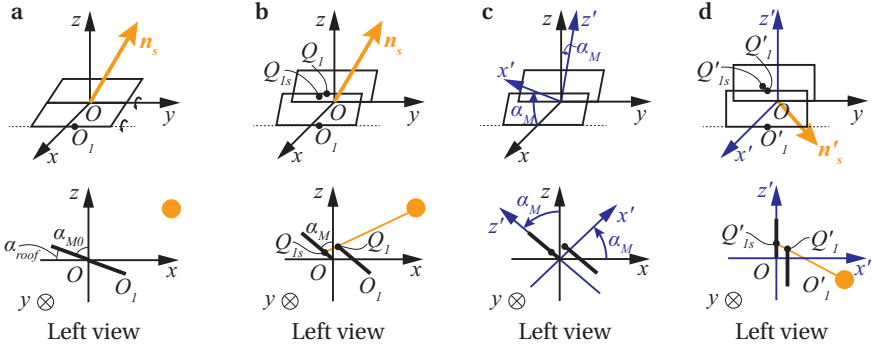 a
z
n_s
O
y
O_1
x
z
α_M0
α_roof
x
O
O_1
y ⊗
Left view
b
z
n_s
Q_1
Q_1s
O
y
O_1
x
z
α_M
Q_1s
Q_1
x
O
O_1
y ⊗
Left view
c
z
z'
α_M
x'
α_M
O
y
x
z
α_M
z'
x'
α_M
x
O
y ⊗
Left view
d
z'
Q'_1
Q'_1s
O
y
O'_1
x'
n'_s
z'
Q'_1s
Q'_1
O
x'
O'_1
y ⊗
Left view